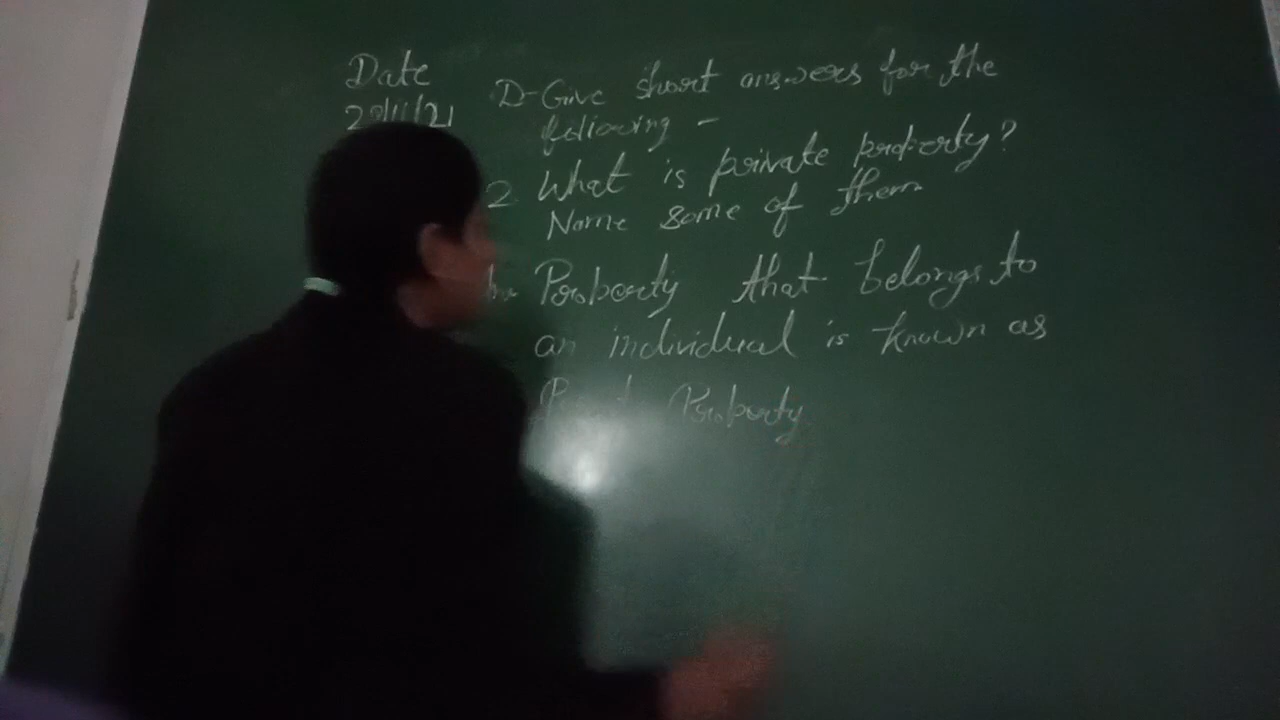 Date
D-Give short answers for the
following -
2. What is private property?
Name some of them
Property that belongs to
an individual is known as
Property